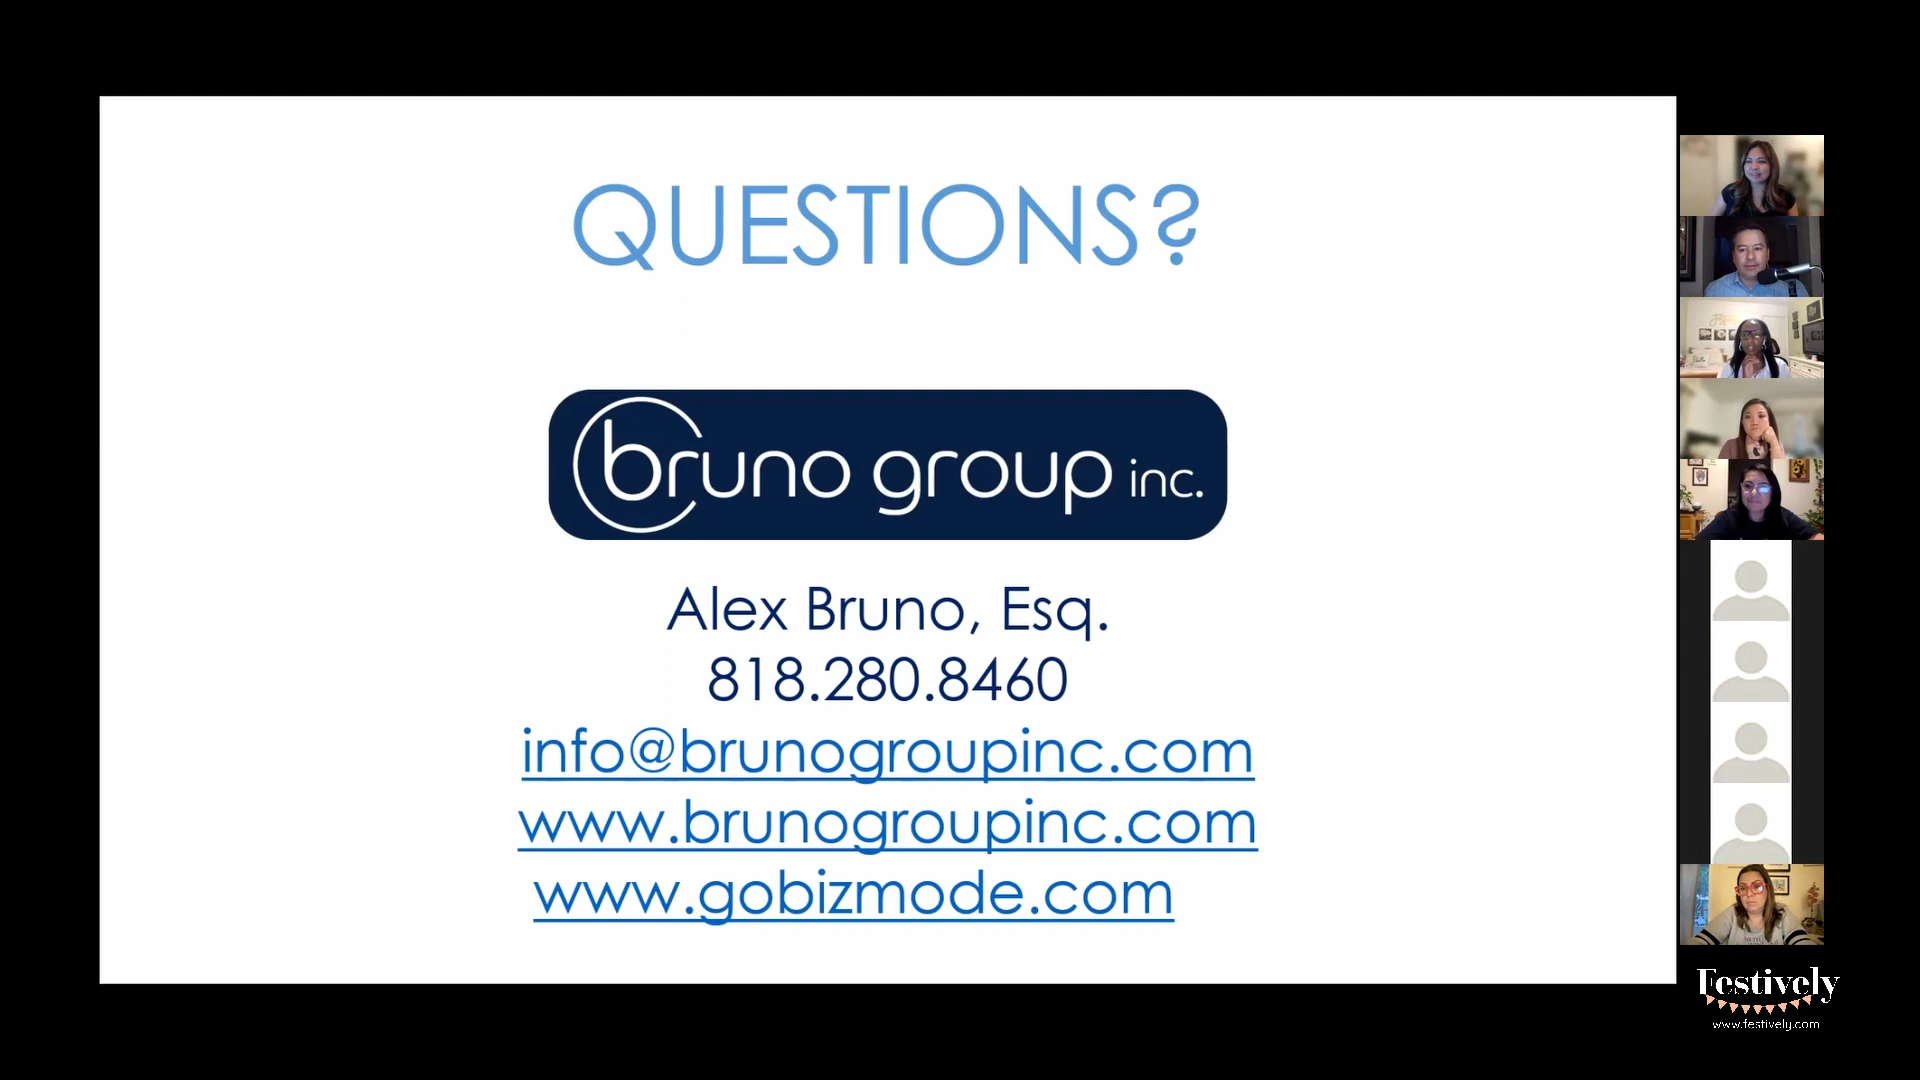 QUESTIONS?
bruno group inc.
Alex Bruno, Esq.
818.280.8460
info@brunogroupinc.com
www.brunogroupinc.com
www.gobizmode.com
Festively
www.festively.com